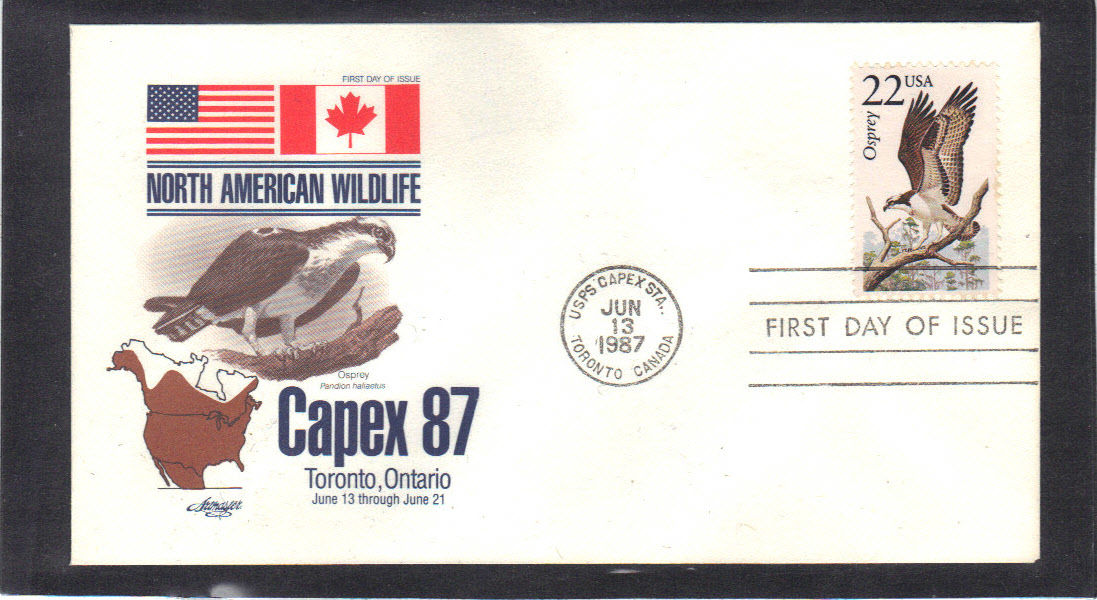 FIRST DAY OF ISSUE
NORTH AMERICAN WILDLIFE
Osprey
Pandion haliaetus
Capex 87
Toronto, Ontario
June 13 through June 21
Artmaster
USPS CAPEX STA.
JUN
13
1987
TORONTO CANADA
22 USA
Osprey
FIRST DAY OF ISSUE